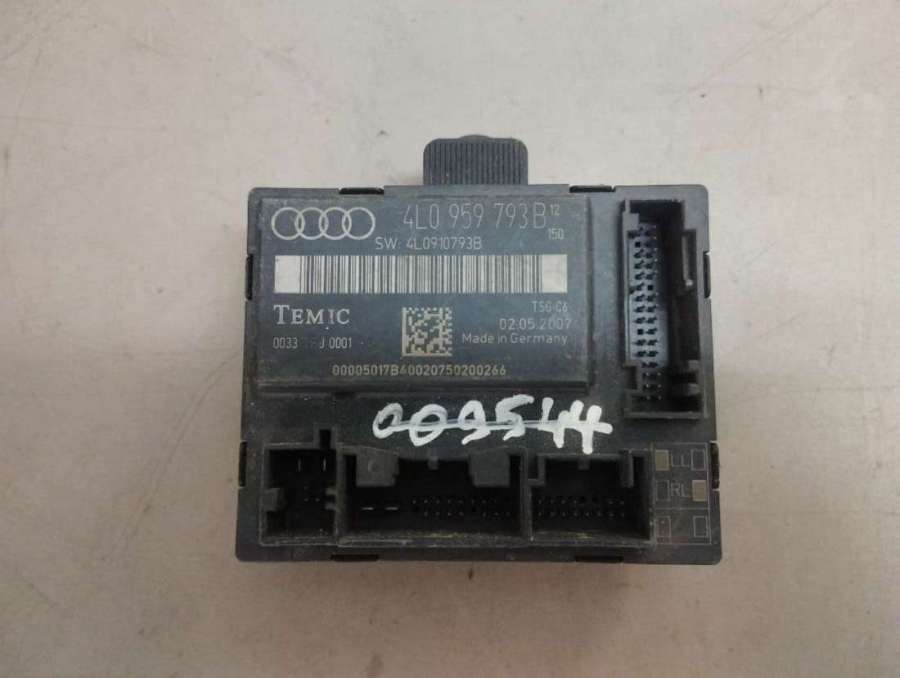 4L0 959 793B 12
150
SW: 4L0910793B
TEMIC
TSG-C6
02.05.2007
0033 0001
Made in Germany
00005017B40020750200266
009544
LL
RL